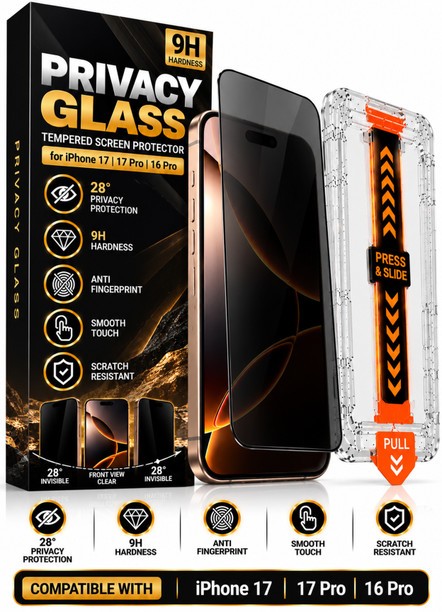 9H
HARDNESS
PRIVACY
GLASS
TEMPERED SCREEN PROTECTOR
for iPhone 17 | 17 Pro | 16 Pro
PRIVACY GLASS
28°
PRIVACY
PROTECTION
9H
HARDNESS
ANTI
FINGERPRINT
SMOOTH
TOUCH
SCRATCH
RESISTANT
28°
INVISIBLE
FRONT VIEW
CLEAR
28°
INVISIBLE
PRESS
& SLIDE
PULL
28°
PRIVACY
PROTECTION
9H
HARDNESS
ANTI
FINGERPRINT
SMOOTH
TOUCH
SCRATCH
RESISTANT
COMPATIBLE WITH iPhone 17 | 17 Pro | 16 Pro